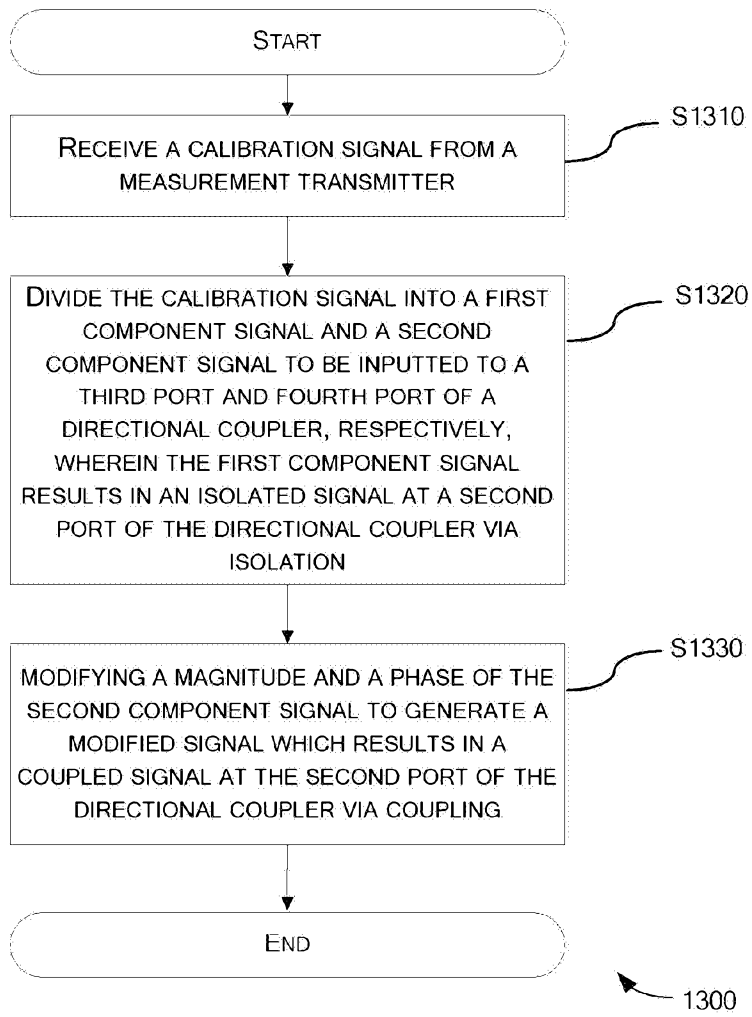 START
RECEIVE A CALIBRATION SIGNAL FROM A
MEASUREMENT TRANSMITTER
S1310
DIVIDE THE CALIBRATION SIGNAL INTO A FIRST
COMPONENT SIGNAL AND A SECOND
COMPONENT SIGNAL TO BE INPUTTED TO A
THIRD PORT AND FOURTH PORT OF A
DIRECTIONAL COUPLER, RESPECTIVELY,
WHEREIN THE FIRST COMPONENT SIGNAL
RESULTS IN AN ISOLATED SIGNAL AT A SECOND
PORT OF THE DIRECTIONAL COUPLER VIA
ISOLATION
S1320
MODIFYING A MAGNITUDE AND A PHASE OF THE
SECOND COMPONENT SIGNAL TO GENERATE A
MODIFIED SIGNAL WHICH RESULTS IN A
COUPLED SIGNAL AT THE SECOND PORT OF THE
DIRECTIONAL COUPLER VIA COUPLING
S1330
END
1300